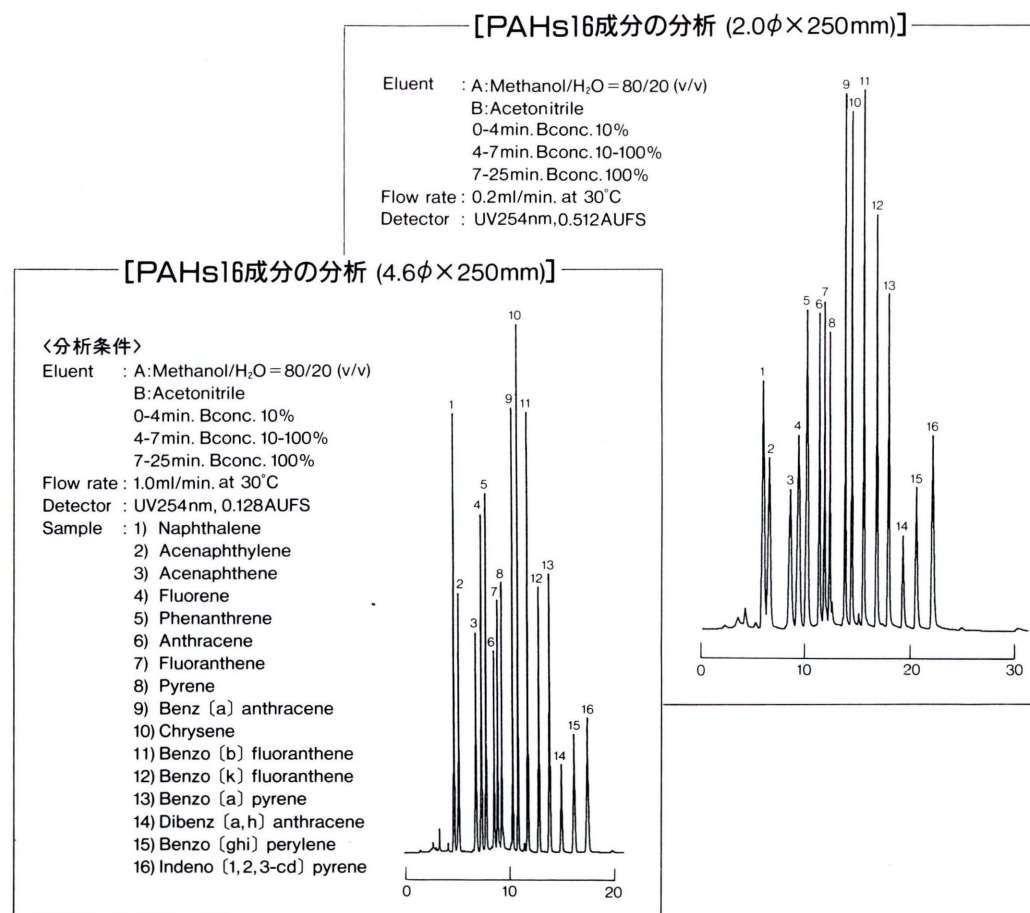 [PAHs16成分の分析 (2.0φ×250mm)]
Eluent : A:Methanol/H₂O=80/20 (v/v)
B:Acetonitrile
0-4min. Bconc. 10%
4-7min. Bconc. 10-100%
7-25min. Bconc. 100%
Flow rate : 0.2ml/min. at 30°C
Detector : UV254nm, 0.512AUFS
1
2
3
4
5
6
7
8
9
10
11
12
13
14
15
16
0 10 20 30
[PAHs16成分の分析 (4.6φ×250mm)]
〈分析条件〉
Eluent : A:Methanol/H₂O=80/20 (v/v)
B:Acetonitrile
0-4min. Bconc. 10%
4-7min. Bconc. 10-100%
7-25min. Bconc. 100%
Flow rate : 1.0ml/min. at 30°C
Detector : UV254nm, 0.128AUFS
Sample : 1) Naphthalene
2) Acenaphthylene
3) Acenaphthene
4) Fluorene
5) Phenanthrene
6) Anthracene
7) Fluoranthene
8) Pyrene
9) Benz〔a〕anthracene
10) Chrysene
11) Benzo〔b〕fluoranthene
12) Benzo〔k〕fluoranthene
13) Benzo〔a〕pyrene
14) Dibenz〔a,h〕anthracene
15) Benzo〔ghi〕perylene
16) Indeno〔1,2,3-cd〕pyrene
1
2
3
4
5
6
7
8
9
10
11
12
13
14
15
16
0 10 20